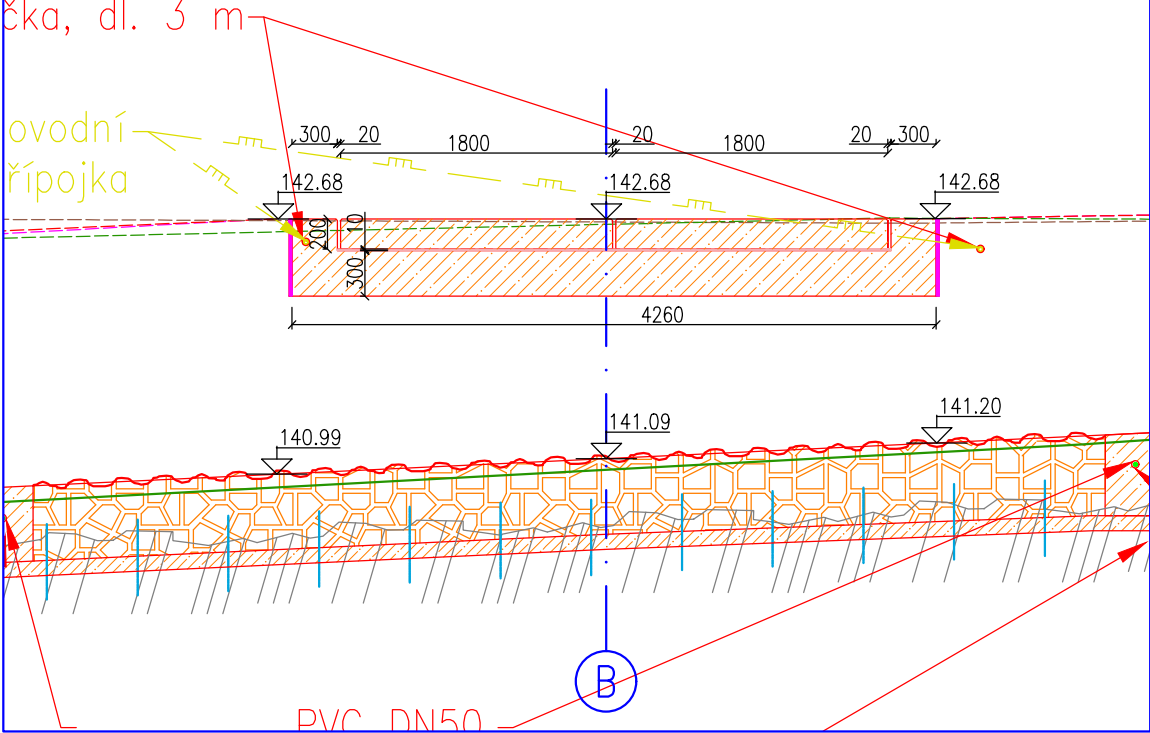 čka, dl. 3 m
ovodní
řípojka
300 20 1800 20 1800 20 300
142.68 142.68 142.68
200 10
300
4260
140.99 141.09 141.20
B
PVC DN50